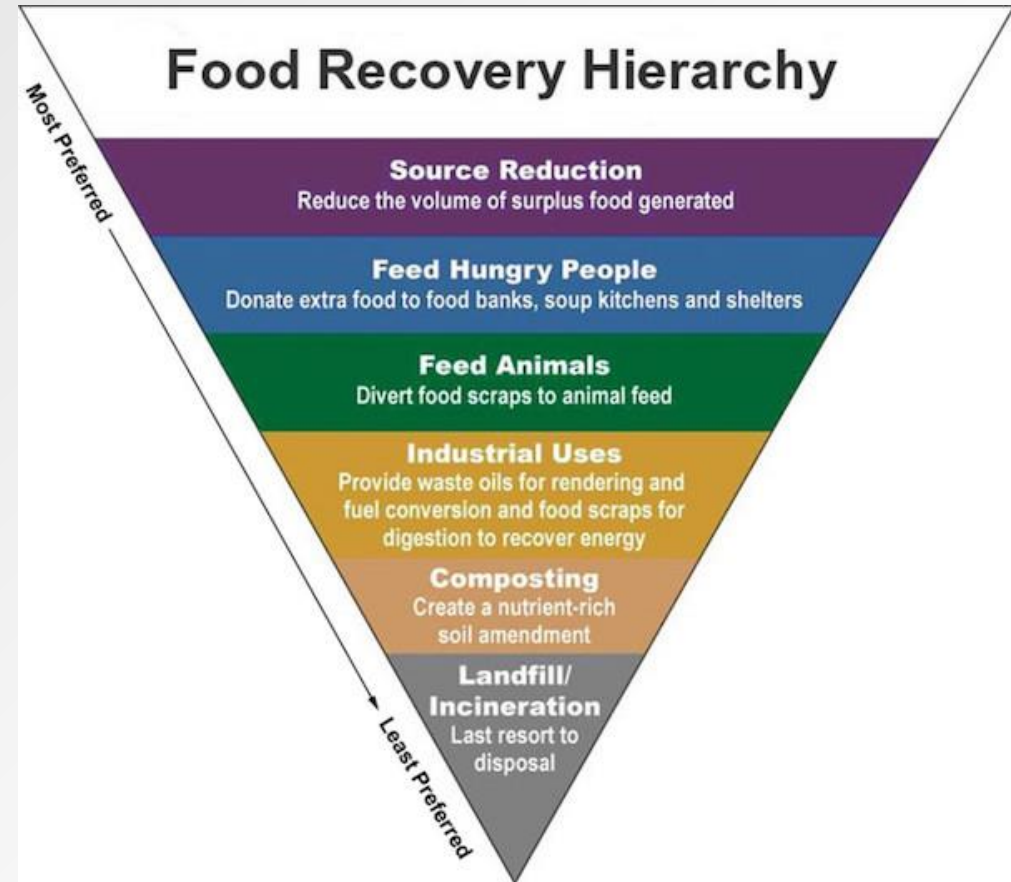 Food Recovery Hierarchy
Most Preferred
Source Reduction
Reduce the volume of surplus food generated
Feed Hungry People
Donate extra food to food banks, soup kitchens and shelters
Feed Animals
Divert food scraps to animal feed
Industrial Uses
Provide waste oils for rendering and
fuel conversion and food scraps for
digestion to recover energy
Composting
Create a nutrient-rich
soil amendment
Landfill/
Incineration
Last resort to
disposal
Least Preferred